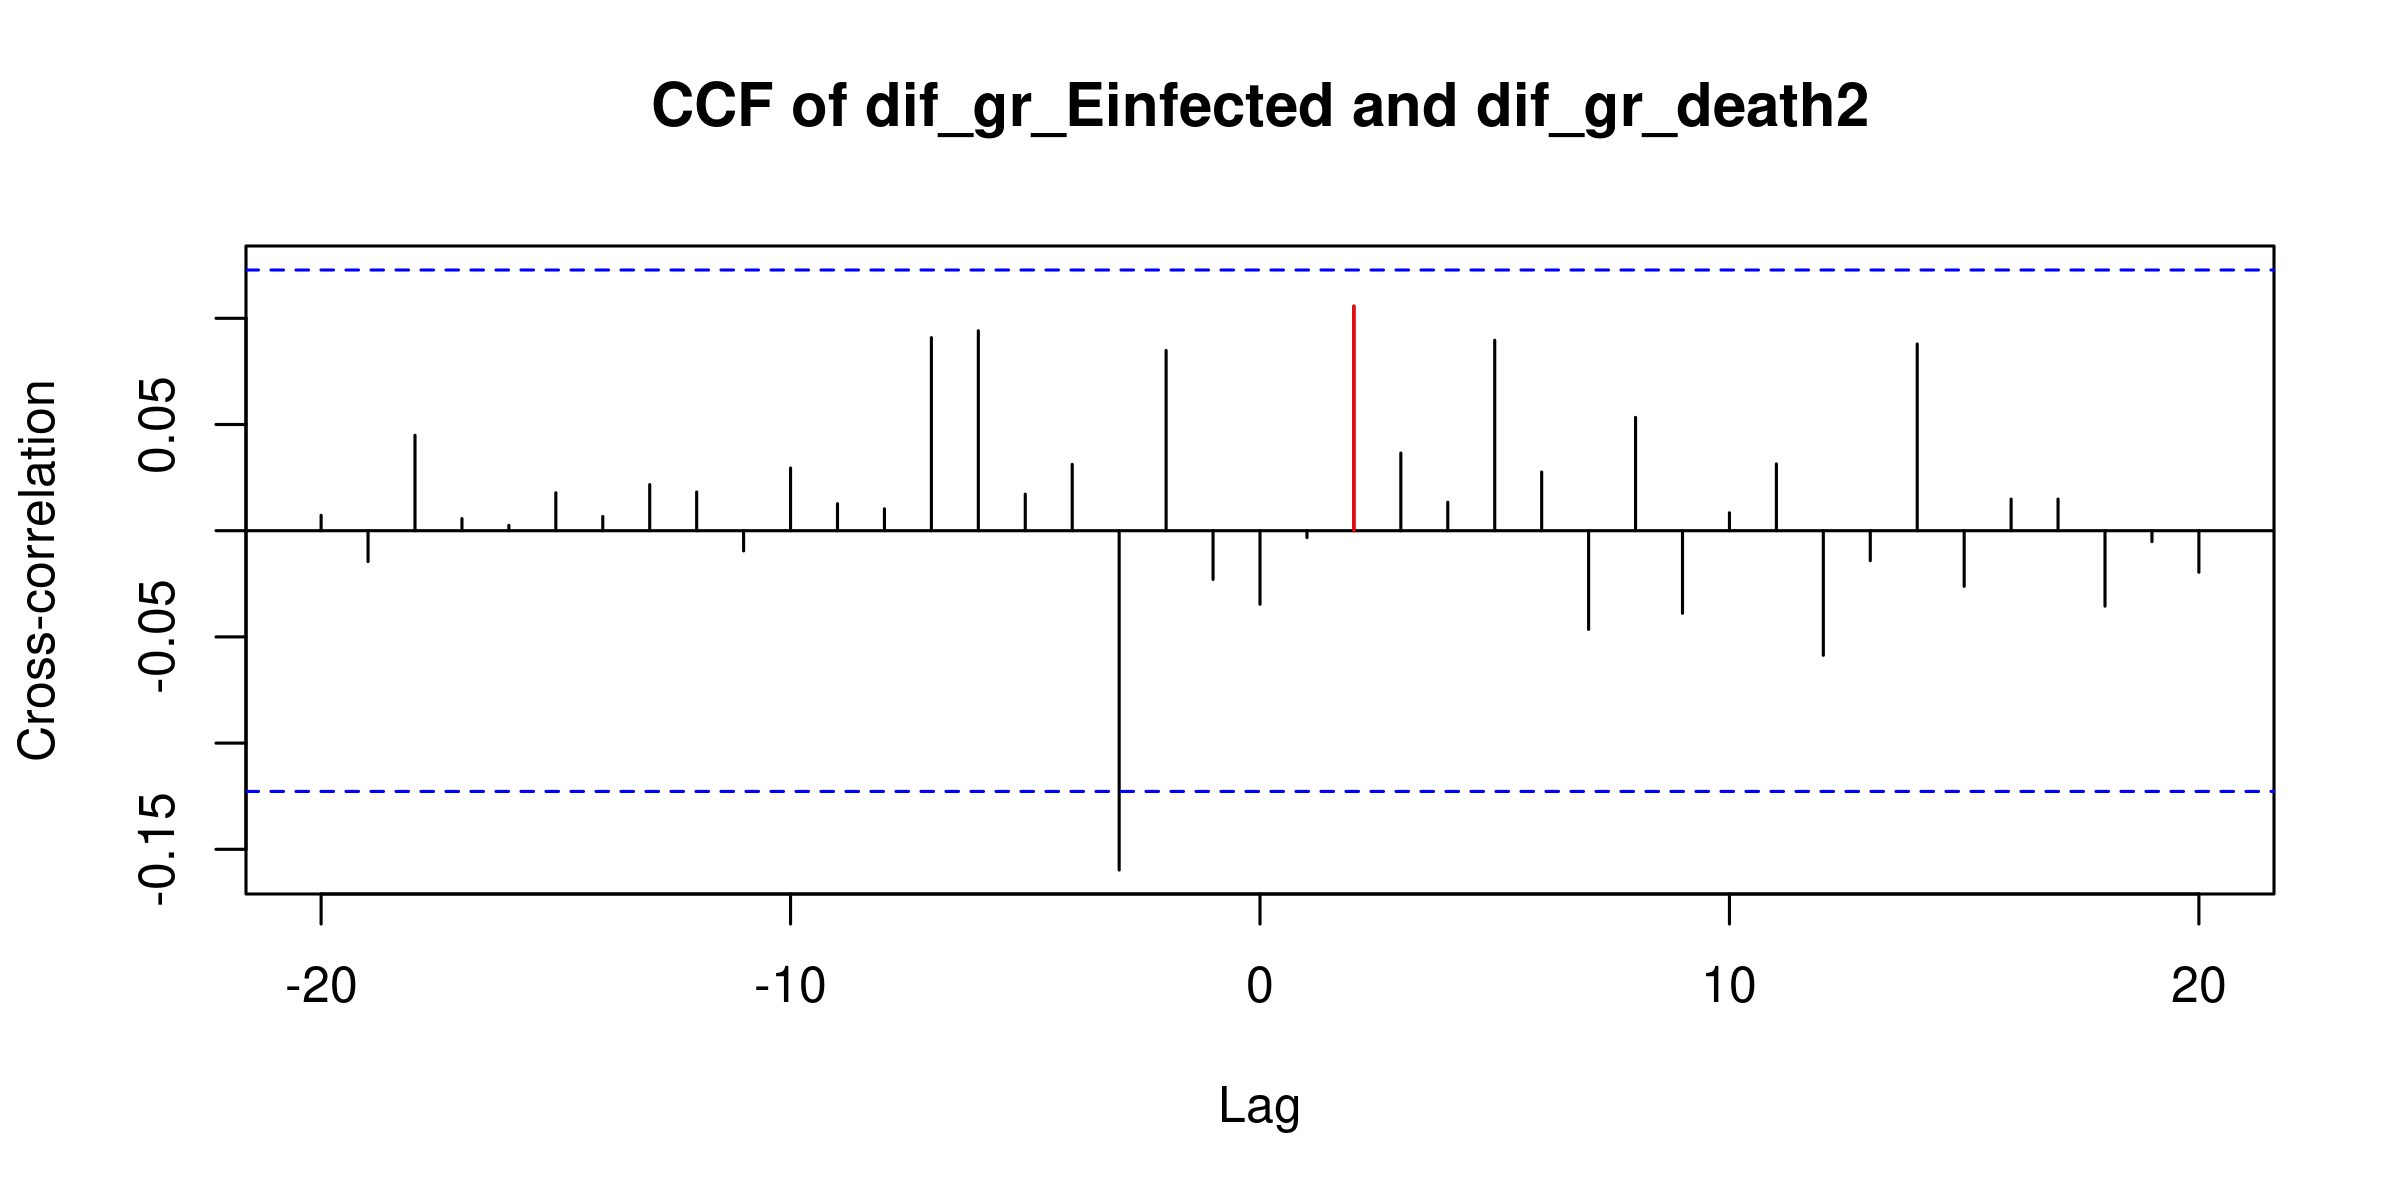 CCF of dif_gr_Einfected and dif_gr_death2
Cross-correlation
0.05
-0.05
-0.15
-20
-10
0
10
20
Lag